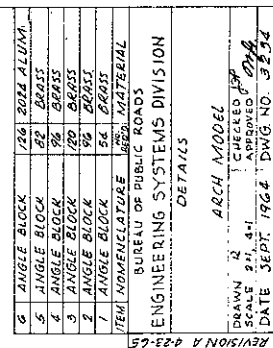 6 ANGLE BLOCK 126 2024 ALUM.
5 ANGLE BLOCK 82 BRASS
4 ANGLE BLOCK 96 BRASS
3 ANGLE BLOCK 120 BRASS
2 ANGLE BLOCK 96 BRASS
1 ANGLE BLOCK 56 BRASS
ITEM NOMENCLATURE NO. REQ'D. MATERIAL
BUREAU OF PUBLIC ROADS
ENGINEERING SYSTEMS DIVISION
DETAILS
ARCH MODEL
DRAWN
CHECKED
SCALE 2=1, 4=1
APPROVED
DATE SEPT. 1964
DWG. NO. 32
REVISION A 4-23-65